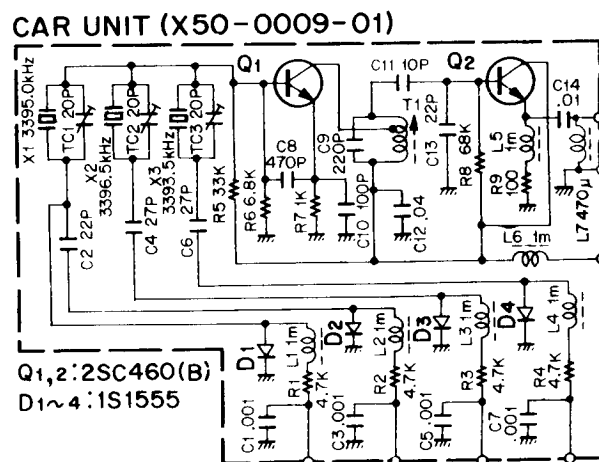 CAR UNIT (X50-0009-01)
X1 3395.0kHz
TC1 20P
X2
3396.5kHz
TC2 20P
X3
3393.5kHz
TC3 20P
Q1
C11 10P
Q2
C14
.01
T1
C9
220P
C13 22P
R8 68K
L5
1m
R9
100
L7 470μ
C8
470P
C2 22P
C4 27P
C6
27P
R5 33K
R6 6.8K
R7 1K
C10 100P
C12 .04
L6 1m
D1
L1 1m
R1
4.7K
D2
L2 1m
R2
4.7K
D3
L3 1m
R3
4.7K
D4
L4 1m
R4
4.7K
Q1,2:2SC460(B)
D1~4:1S1555
C1 .001
C3 .001
C5 .001
C7
.001